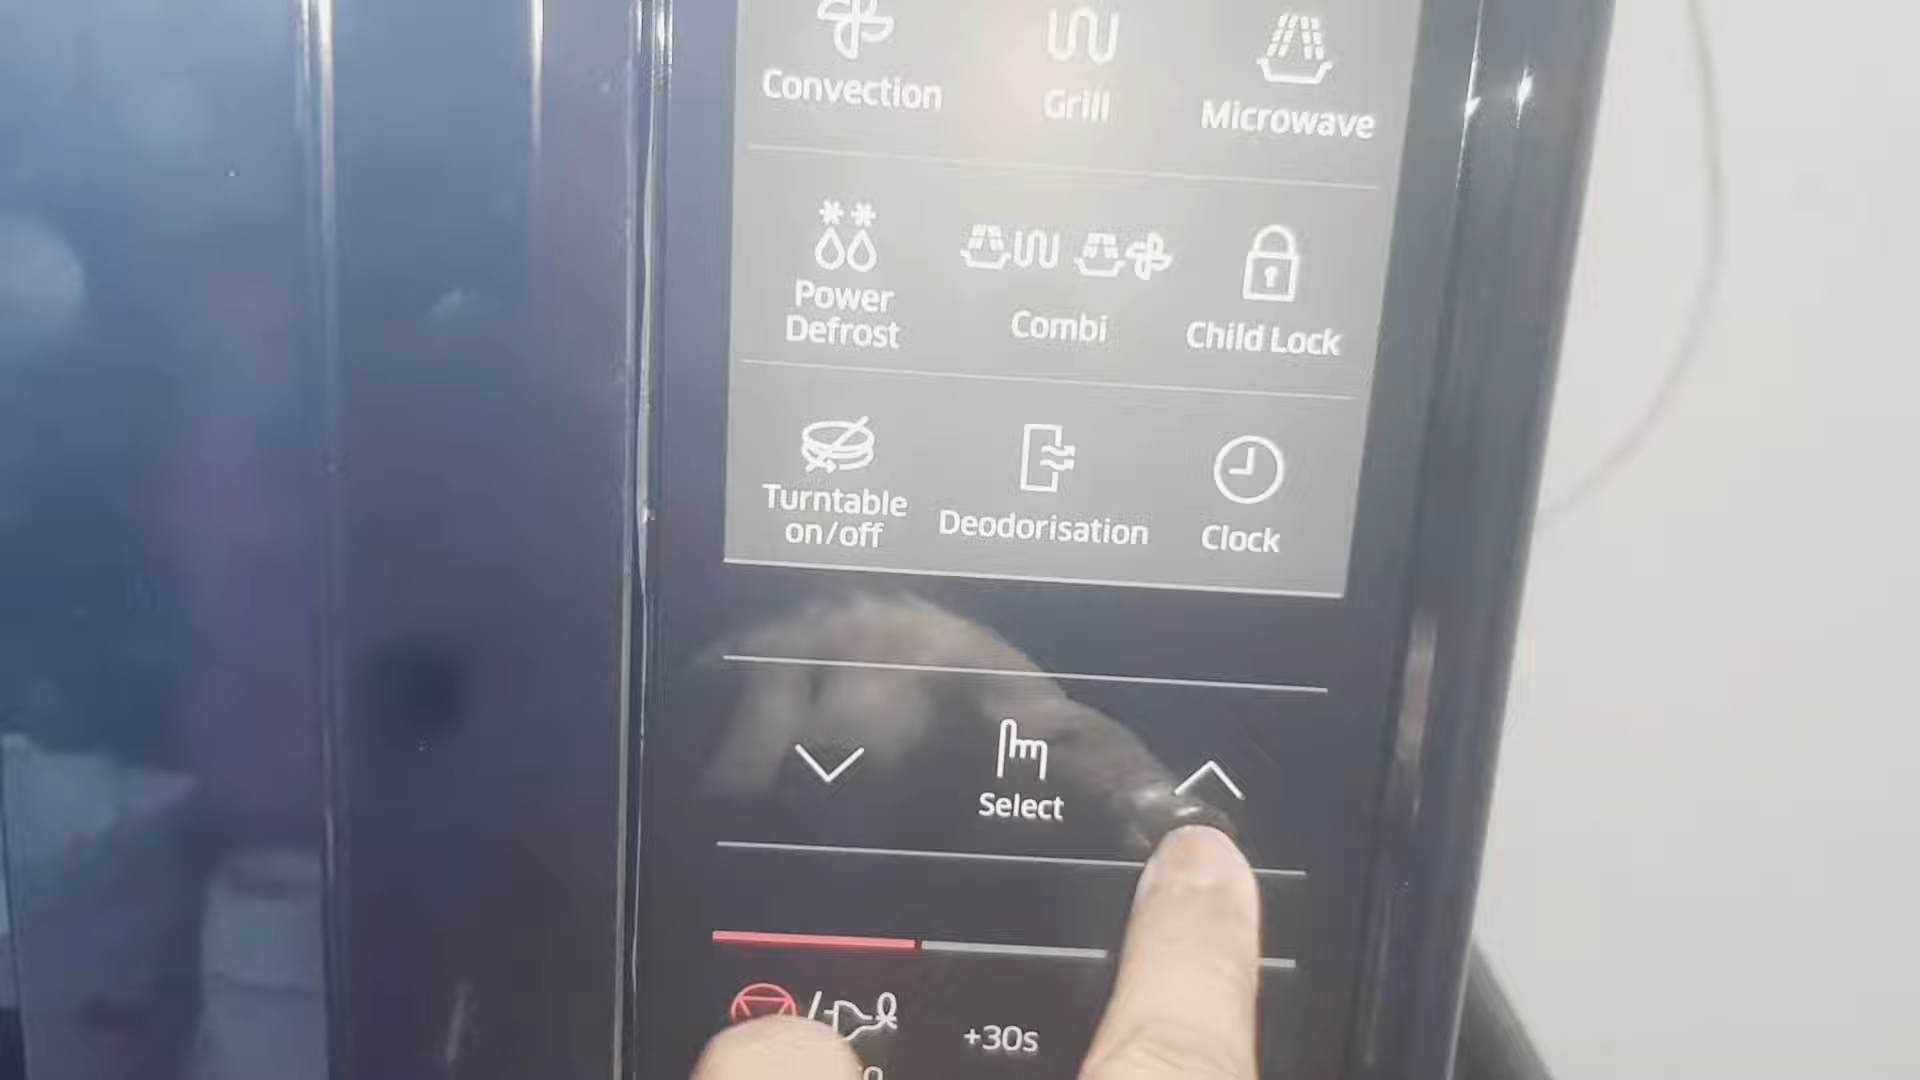 Convection
Grill
Microwave
Power
Defrost
Combi
Child Lock
Turntable
on/off
Deodorisation
Clock
Select
+30s